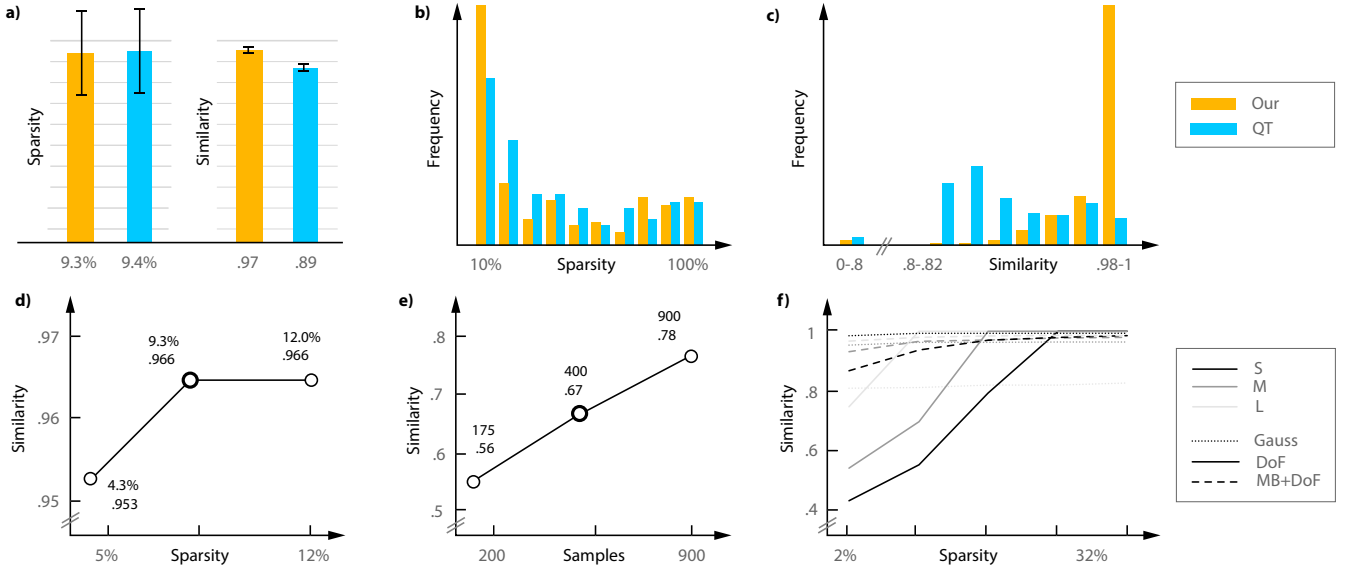 a)
Sparsity
9.3%
9.4%
Similarity
.97
.89
b)
Frequency
10%
Sparsity
100%
c)
Frequency
0-.8
.8-.82
Similarity
.98-1
Our
QT
d)
Similarity
.97
.96
.95
9.3%
.966
12.0%
.966
4.3%
.953
5%
Sparsity
12%
e)
Similarity
.8
.7
.6
.5
900
.78
400
.67
175
.56
200
Samples
900
f)
Similarity
1
.8
.6
.4
2%
Sparsity
32%
S
M
L
Gauss
DoF
MB+DoF